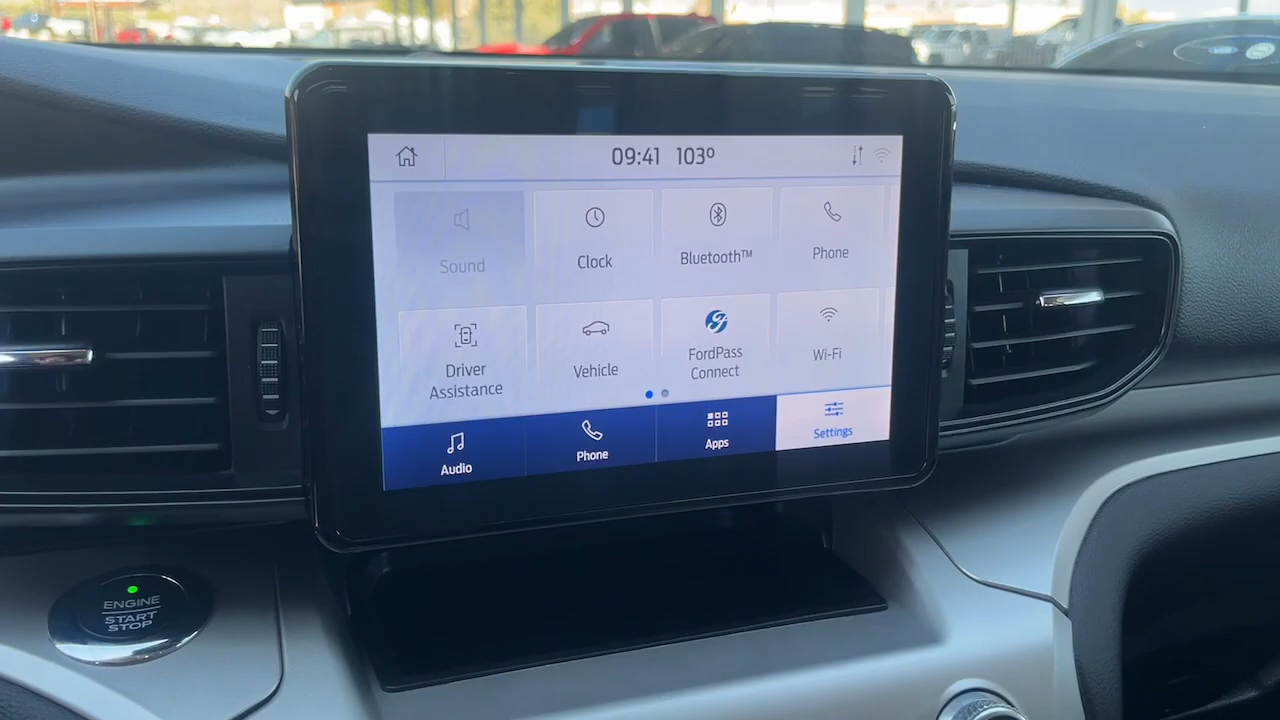 09:41 103º
Sound
Clock
Bluetooth™
Phone
Driver
Assistance
Vehicle
FordPass
Connect
Wi-Fi
Audio
Phone
Apps
Settings
ENGINE
START
STOP